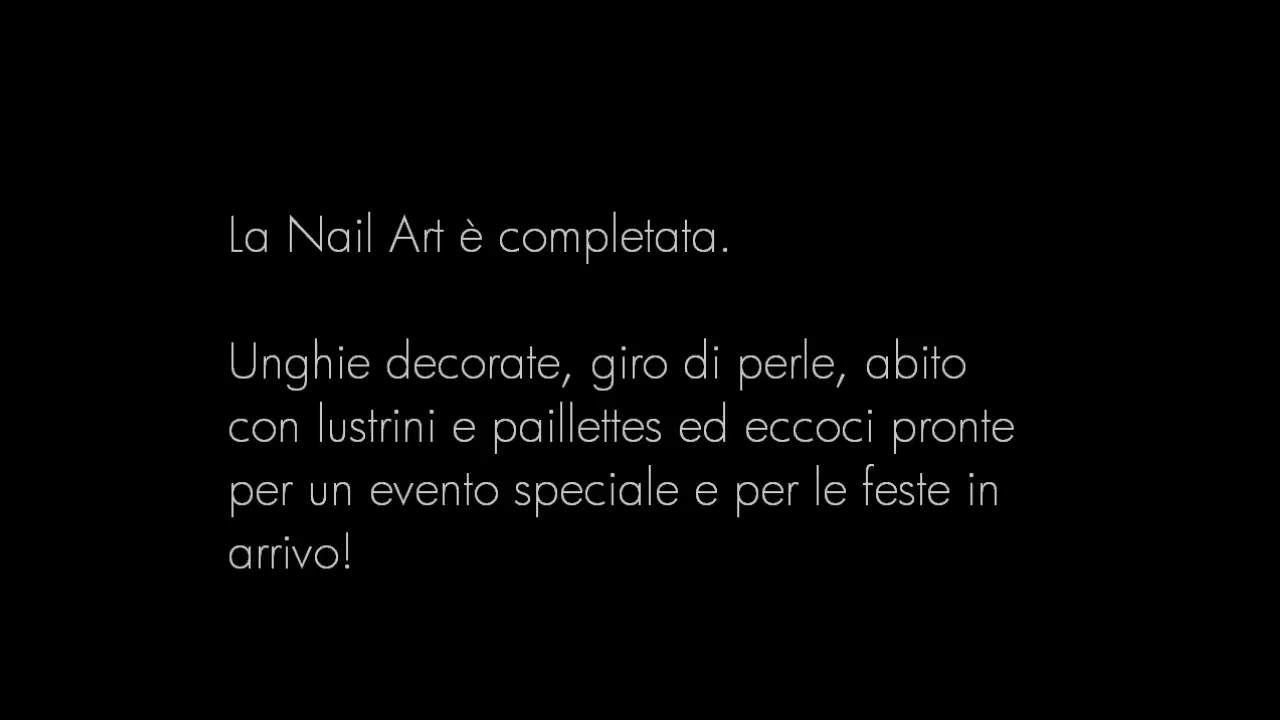 La Nail Art è completata.
Unghie decorate, giro di perle, abito
con lustrini e paillettes ed eccoci pronte
per un evento speciale e per le feste in
arrivo!